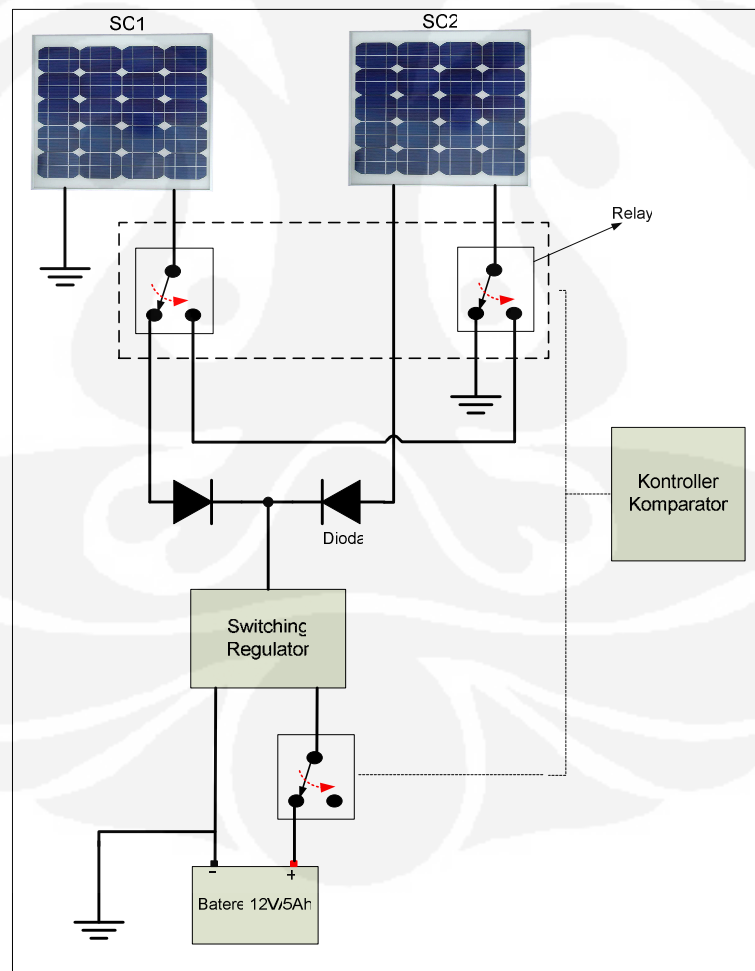 SC1
SC2
Relay
Kontroller
Komparator
Dioda
Switching
Regulator
-
+
Batere 12V/5Ah